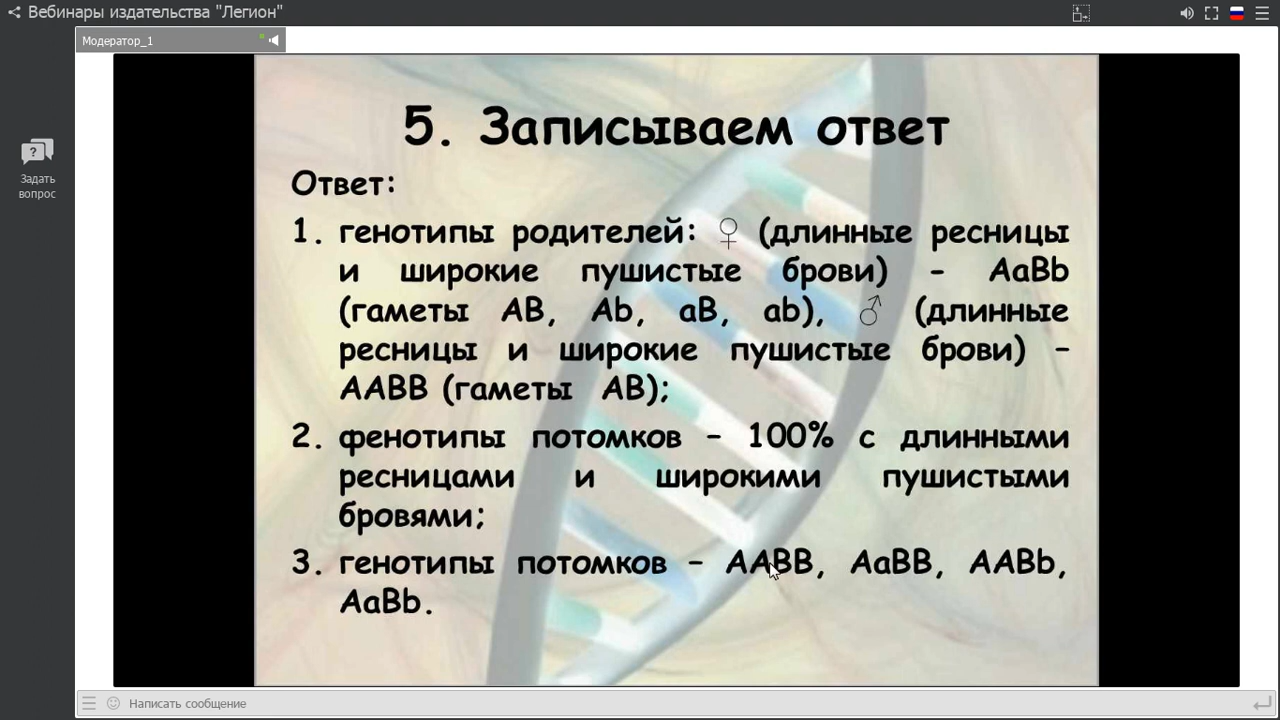 Вебинары издательства "Легион"
Модератор_1
Задать
вопрос
5. Записываем ответ
Ответ:
1. генотипы родителей: ♀ (длинные ресницы
и широкие пушистые брови) – AaBb
(гаметы AB, Ab, aB, ab), ♂ (длинные
ресницы и широкие пушистые брови) –
AABB (гаметы AB);
2. фенотипы потомков – 100% с длинными
ресницами и широкими пушистыми
бровями;
3. генотипы потомков – AABB, AaBB, AABb,
AaBb.
Написать сообщение